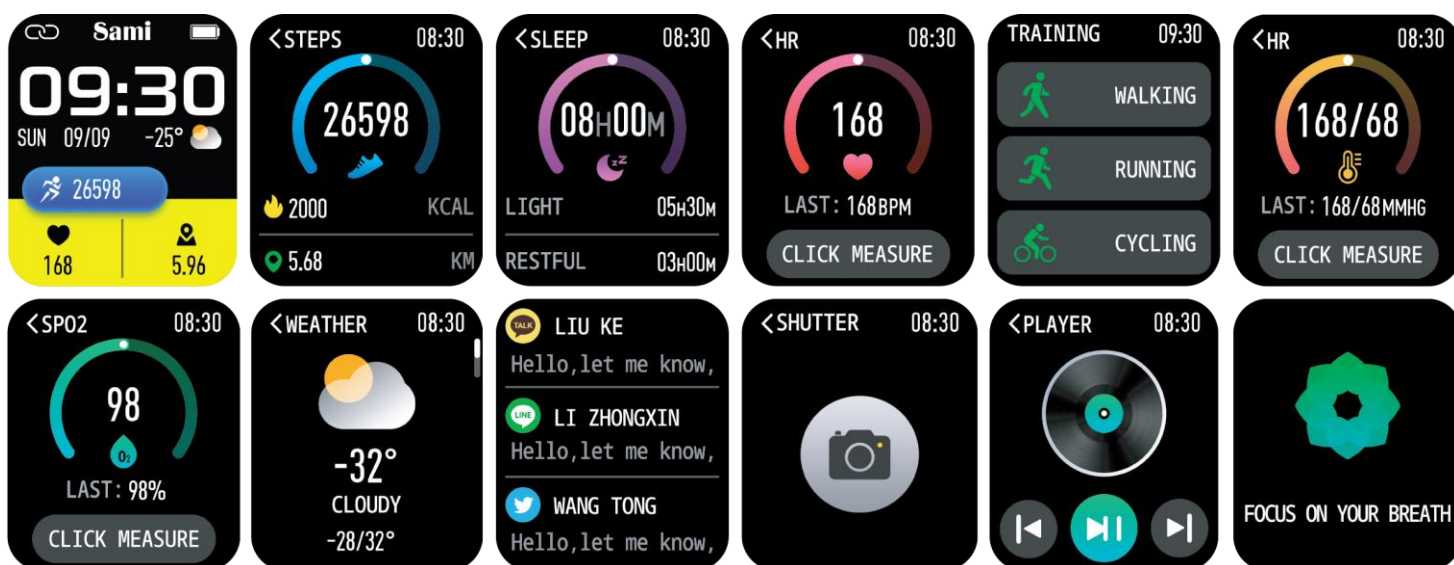 Sami
09:30
SUN 09/09 -25°
26598
168 5.96
<STEPS 08:30
26598
2000 KCAL
5.68 KM
<SLEEP 08:30
08H00M
zz
LIGHT 05H30M
RESTFUL 03H00M
<HR 08:30
168
LAST: 168BPM
CLICK MEASURE
TRAINING 09:30
WALKING
RUNNING
CYCLING
<HR 08:30
168/68
LAST: 168/68MMHG
CLICK MEASURE
<SPO2 08:30
98
O2
LAST: 98%
CLICK MEASURE
<WEATHER 08:30
-32°
CLOUDY
-28/32°
TALK LIU KE
Hello,let me know,
LINE LI ZHONGXIN
Hello,let me know,
WANG TONG
Hello,let me know,
<SHUTTER 08:30
<PLAYER 08:30
FOCUS ON YOUR BREATH